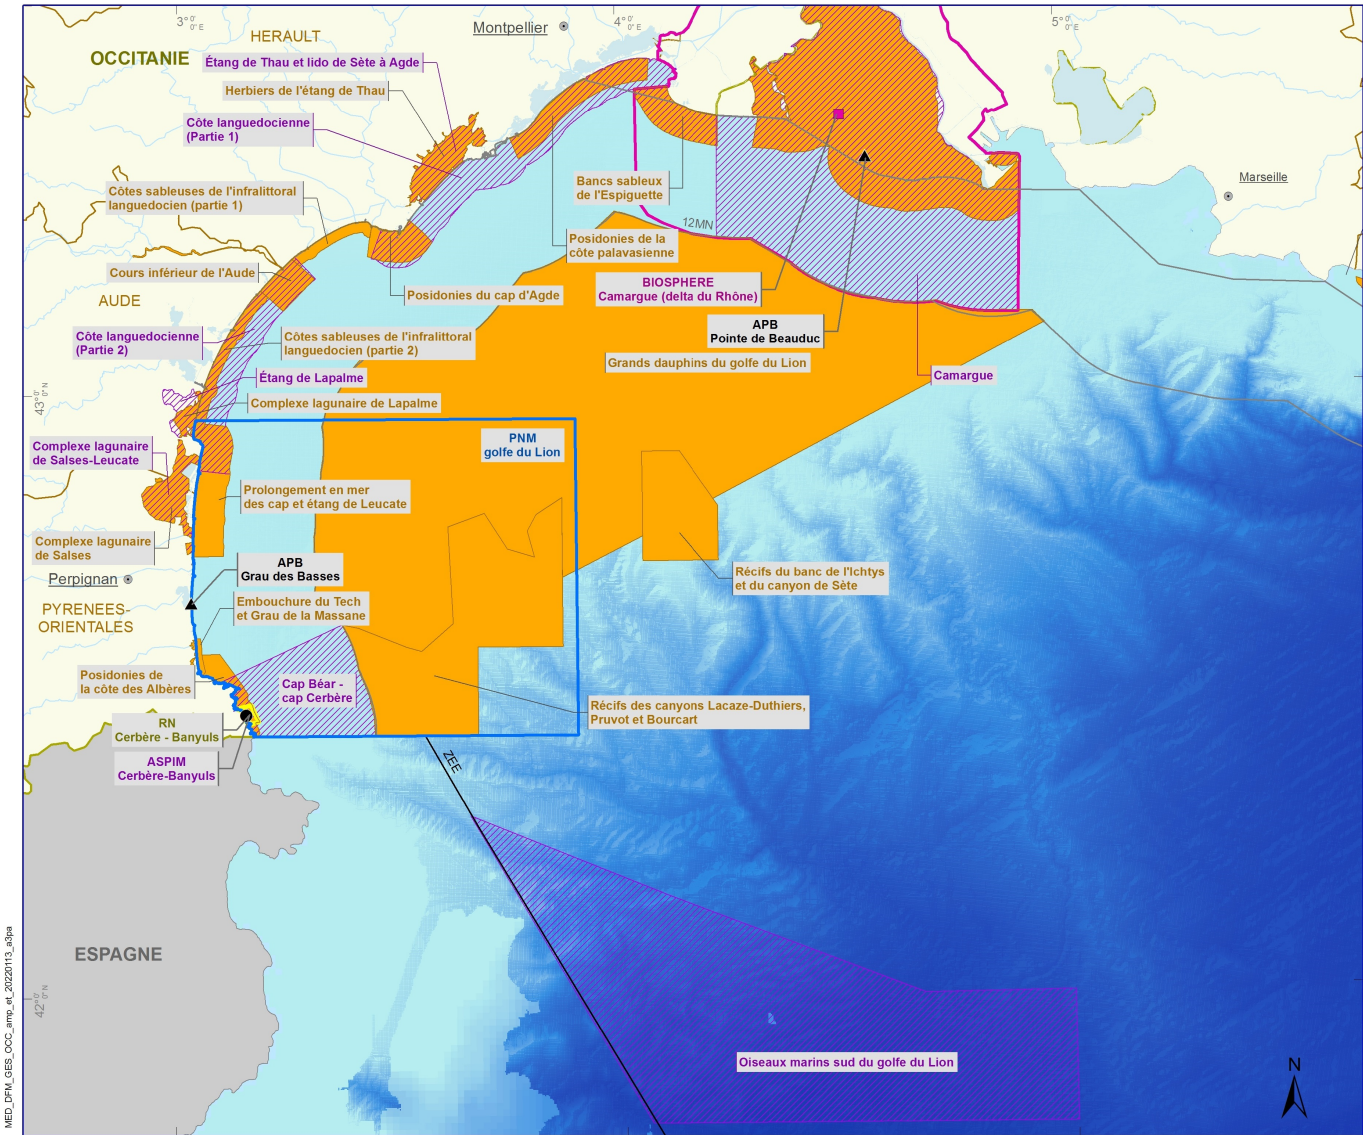 3° 0' 0" E
4° 0' 0" E
5° 0' 0" E
Montpellier
HERAULT
OCCITANIE
Étang de Thau et lido de Sète à Agde
Herbiers de l'étang de Thau
Côte languedocienne
(Partie 1)
Côtes sableuses de l'infralittoral
languedocien (partie 1)
Bancs sableux
de l'Espiguette
Marseille
12MN
Posidonies de la
côte palavasienne
Cours inférieur de l'Aude
BIOSPHERE
Camargue (delta du Rhône)
Posidonies du cap d'Agde
AUDE
APB
Pointe de Beauduc
Côte languedocienne
(Partie 2)
Côtes sableuses de l'infralittoral
languedocien (partie 2)
Grands dauphins du golfe du Lion
Camargue
Étang de Lapalme
43° 0' 0" N
Complexe lagunaire de Lapalme
PNM
golfe du Lion
Complexe lagunaire
de Salses-Leucate
Prolongement en mer
des cap et étang de Leucate
Complexe lagunaire
de Salses
APB
Grau des Basses
Récifs du banc de l'Ichtys
et du canyon de Sète
Perpignan
Embouchure du Tech
et Grau de la Massane
PYRENEES-
ORIENTALES
Posidonies de
la côte des Albères
Cap Béar -
cap Cerbère
Récifs des canyons Lacaze-Duthiers,
Pruvot et Bourcart
RN
Cerbère - Banyuls
ASPIM
Cerbère-Banyuls
ZEE
ESPAGNE
42° 0' 0" N
Oiseaux marins sud du golfe du Lion
N
MED_DFM_GES_OCC_amp_et_20220113_a3pa